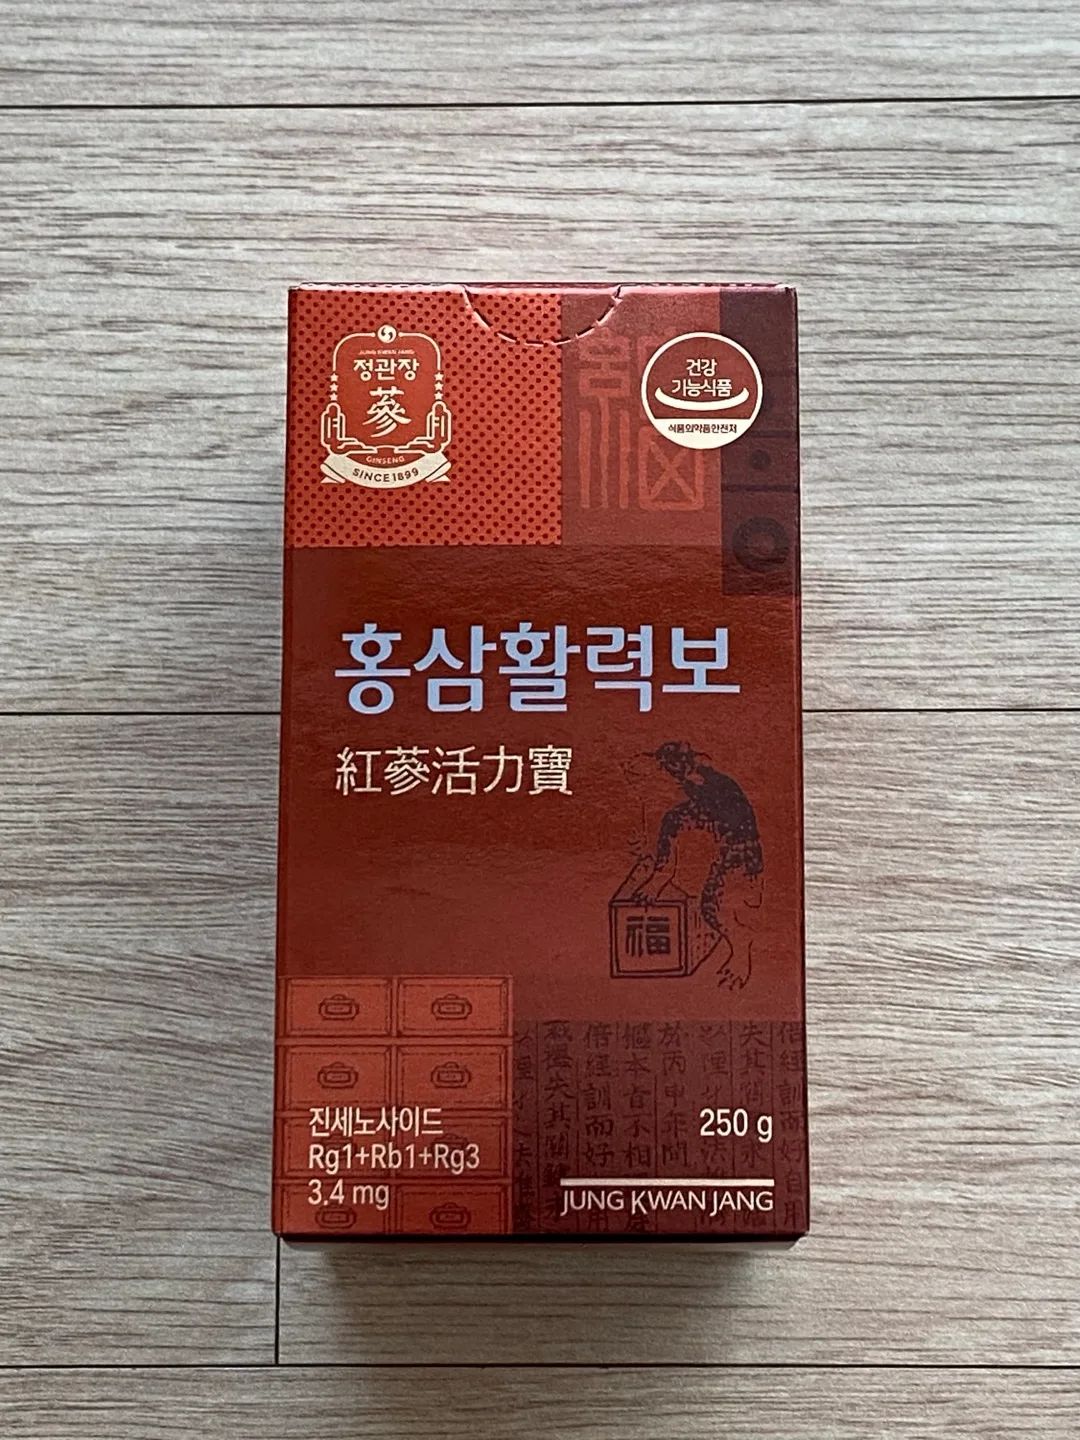 JUNG KWAN JANG
정관장
蔘
GINSENG
SINCE 1899
건강
기능식품
식품의약품안전처
홍삼활력보
紅蔘活力寶
福
진세노사이드
Rg1+Rb1+Rg3
3.4 mg
250 g
JUNG KWAN JANG